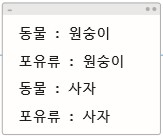 동물 : 원숭이
포유류 : 원숭이
동물 : 사자
포유류 : 사자